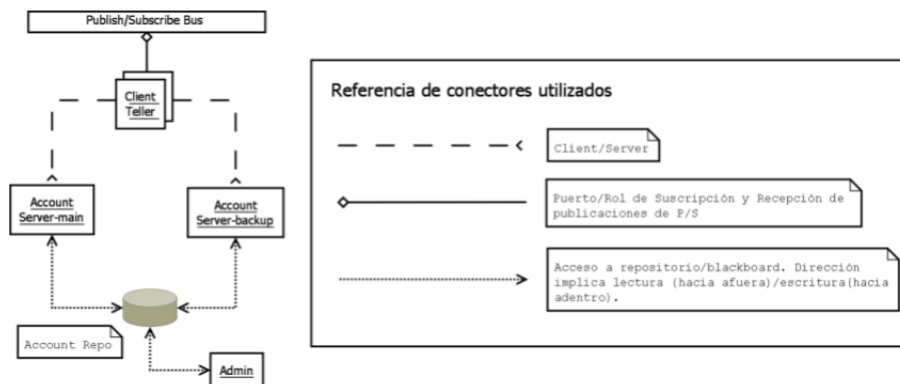 Publish/Subscribe Bus
Client
Teller
Account
Server-main
Account
Server-backup
Account Repo
Admin
Referencia de conectores utilizados
Client/Server
Puerto/Rol de Suscripción y Recepción de
publicaciones de P/S
Acceso a repositorio/blackboard. Dirección
implica lectura (hacia afuera)/escritura(hacia
adentro).